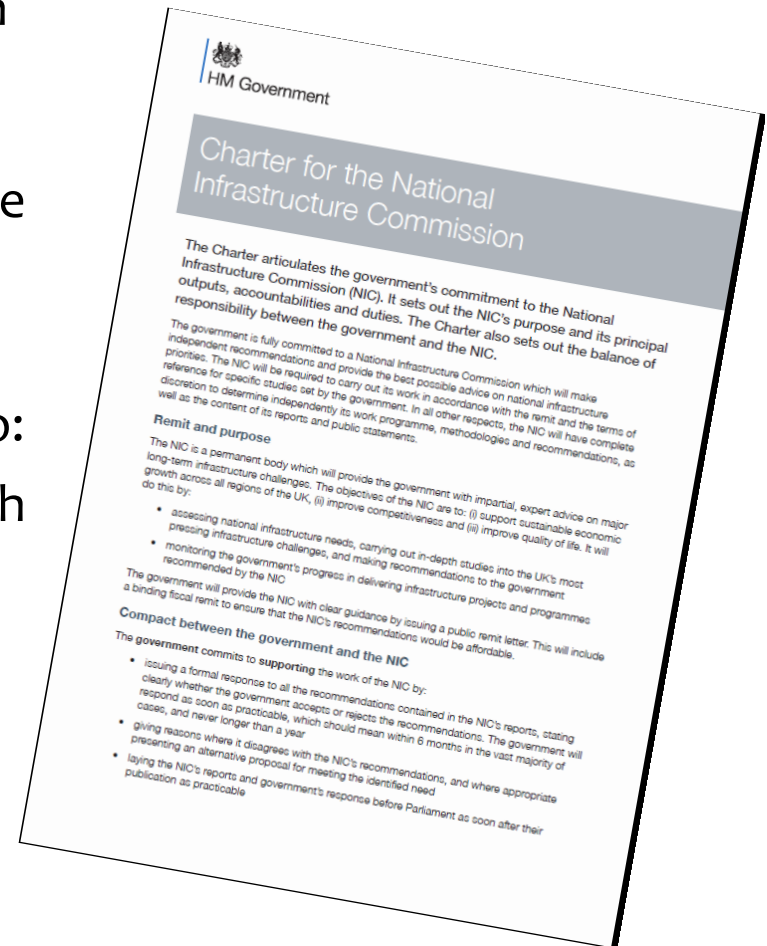 n
e
o:
h
HM Government
Charter for the National
Infrastructure Commission
The Charter articulates the government's commitment to the National
Infrastructure Commission (NIC). It sets out the NIC's purpose and its principal
outputs, accountabilities and duties. The Charter also sets out the balance of
responsibility between the government and the NIC.
The government is fully committed to a National Infrastructure Commission which will make
independent recommendations and provide the best possible advice on national infrastructure
priorities. The NIC will be required to carry out its work in accordance with the remit and the terms of
reference for specific studies set by the government. In all other respects, the NIC will have complete
discretion to determine independently its work programme, methodologies and recommendations, as
well as the content of its reports and public statements.
Remit and purpose
The NIC is a permanent body which will provide the government with impartial, expert advice on major
long-term infrastructure challenges. The objectives of the NIC are to: (i) support sustainable economic
growth across all regions of the UK, (ii) improve competitiveness and (iii) improve quality of life. It will
do this by:
• assessing national infrastructure needs, carrying out in-depth studies into the UK's most
pressing infrastructure challenges, and making recommendations to the government
• monitoring the government's progress in delivering infrastructure projects and programmes
recommended by the NIC
The government will provide the NIC with clear guidance by issuing a public remit letter. This will include
a binding fiscal remit to ensure that the NIC's recommendations would be affordable.
Compact between the government and the NIC
The government commits to supporting the work of the NIC by:
• issuing a formal response to all the recommendations contained in the NIC's reports, stating
clearly whether the government accepts or rejects the recommendations. The government will
respond as soon as practicable, which should mean within 6 months in the vast majority of
cases, and never longer than a year
• giving reasons where it disagrees with the NIC's recommendations, and where appropriate
presenting an alternative proposal for meeting the identified need
• laying the NIC's reports and government's response before Parliament as soon after their
publication as practicable